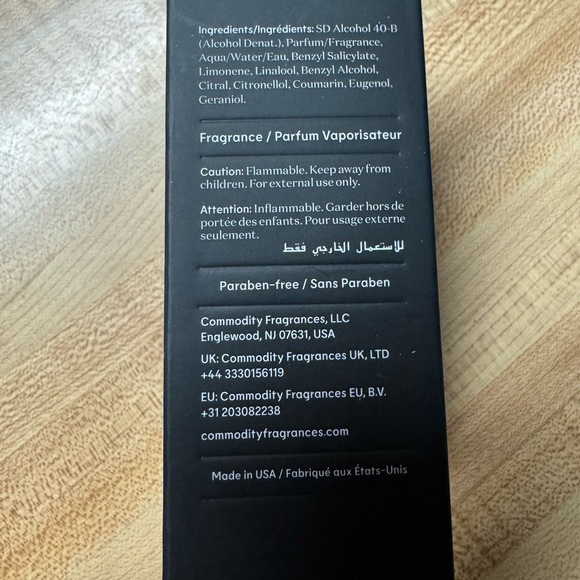 Ingredients/Ingrédients: SD Alcohol 40-B
(Alcohol Denat.), Parfum/Fragrance,
Aqua/Water/Eau, Benzyl Salicylate,
Limonene, Linalool, Benzyl Alcohol,
Citral, Citronellol, Coumarin, Eugenol,
Geraniol.
Fragrance / Parfum Vaporisateur
Caution: Flammable. Keep away from
children. For external use only.
Attention: Inflammable. Garder hors de
portée des enfants. Pour usage externe
seulement.
للاستعمال الخارجي فقط
Paraben-free / Sans Paraben
Commodity Fragrances, LLC
Englewood, NJ 07631, USA
UK: Commodity Fragrances UK, LTD
+44 3330156119
EU: Commodity Fragrances EU, B.V.
+31 203082238
commodityfragrances.com
Made in USA / Fabriqué aux États-Unis